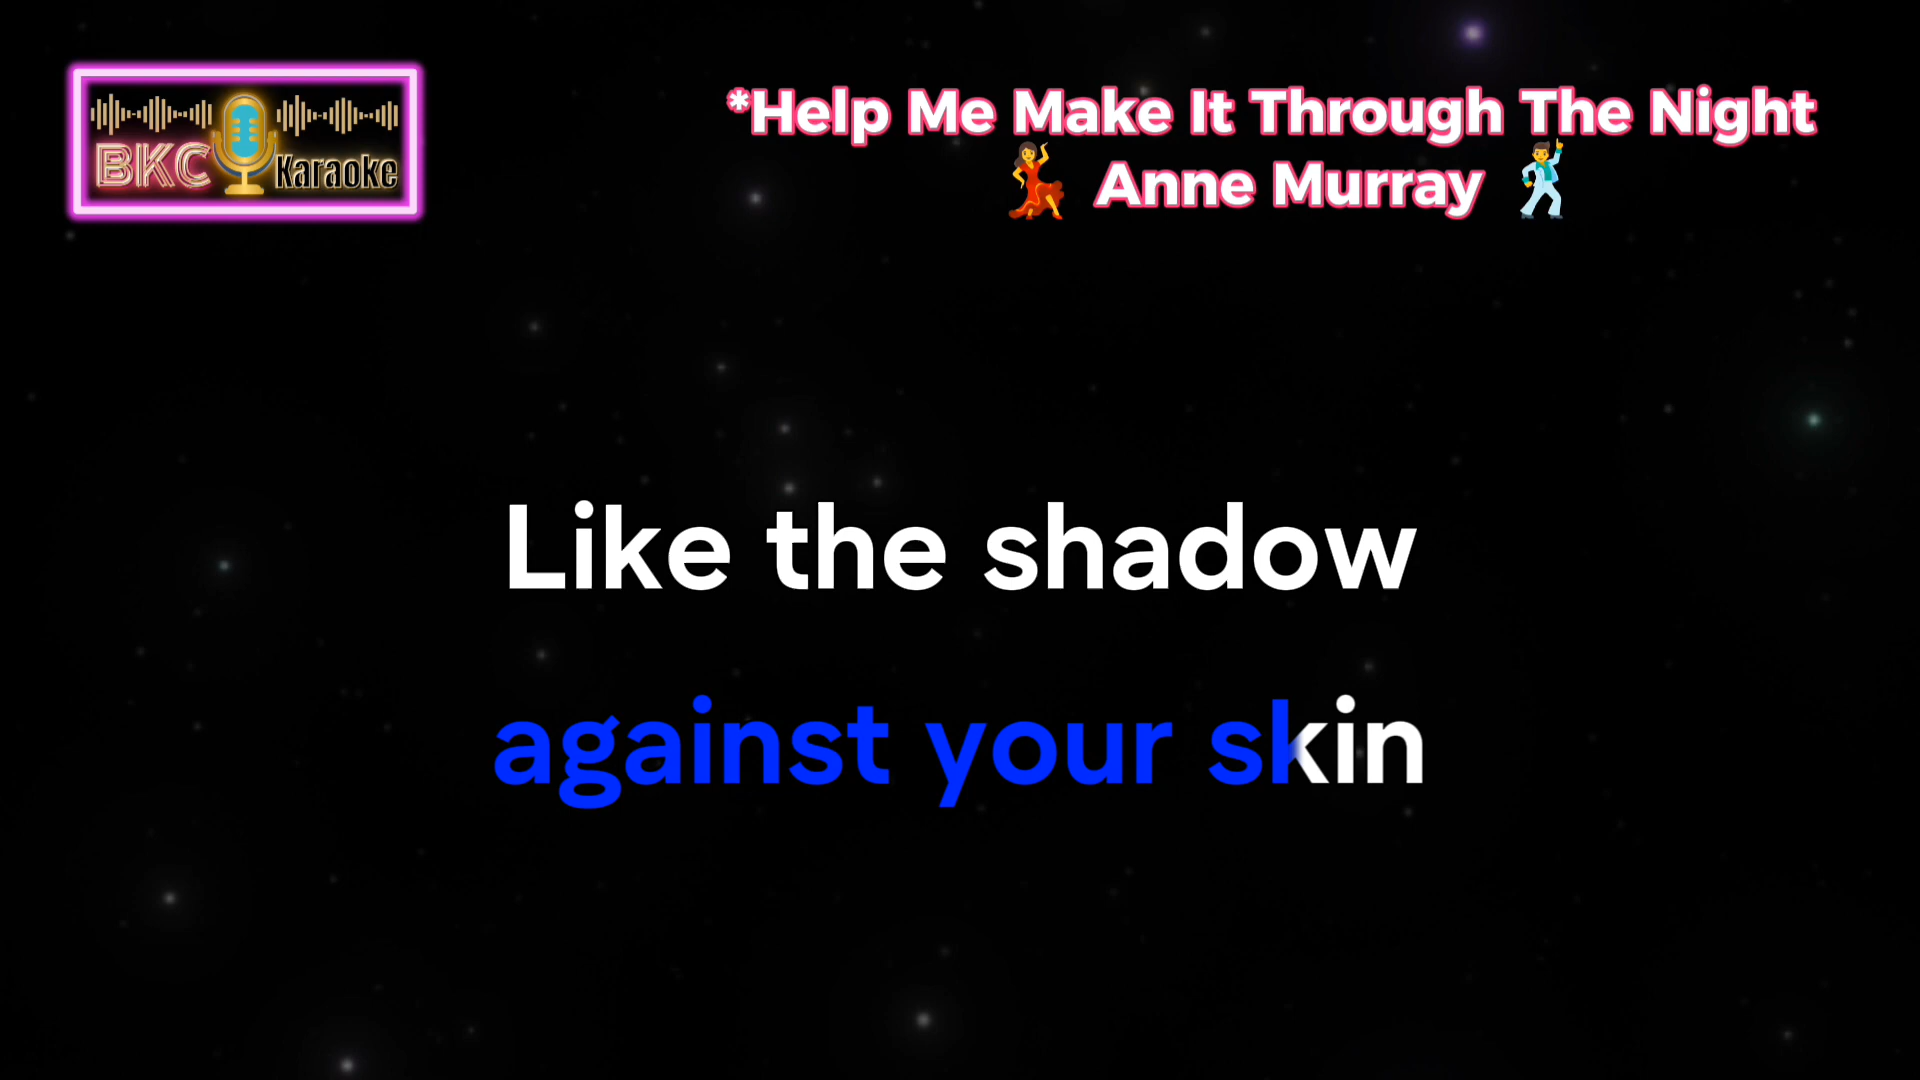 BKC Karaoke
*Help Me Make It Through The Night
Anne Murray
Like the shadow
against your skin